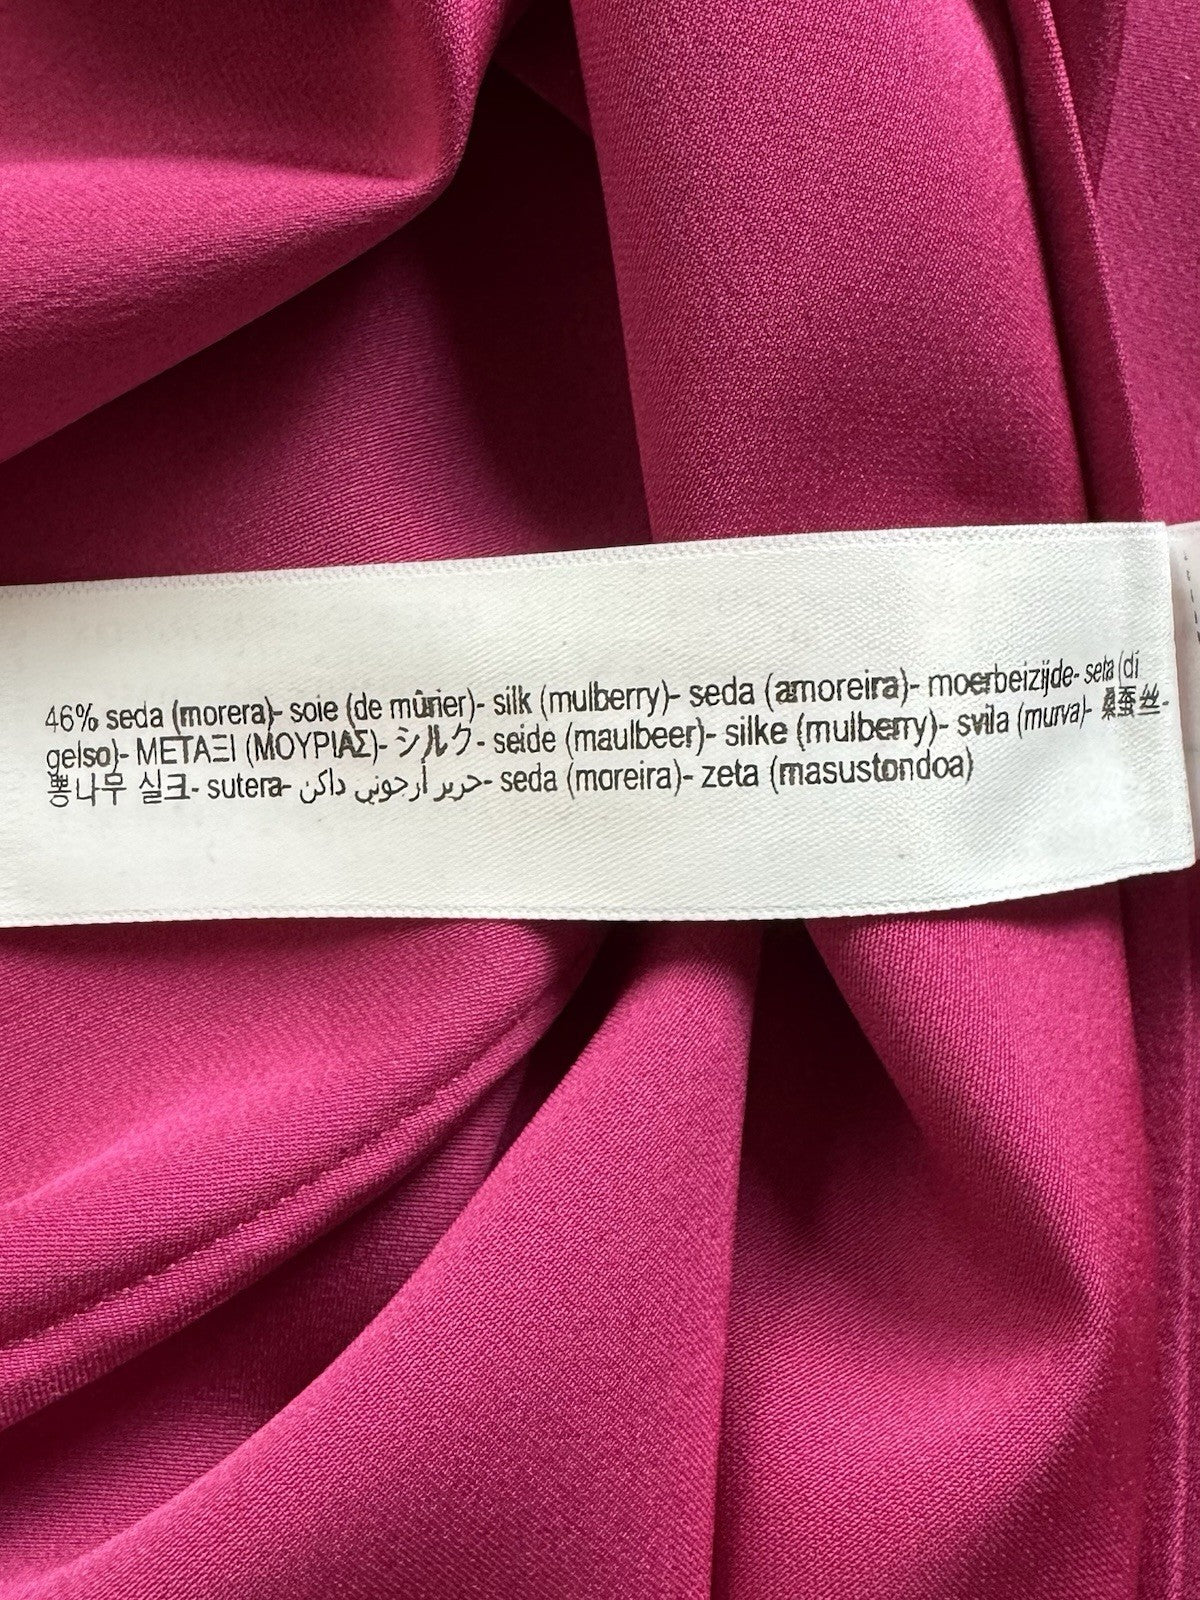 46% seda (morera)- soie (de mûrier)- silk (mulberry)- seda (amoreira)- moerbeizijde- seta (di
gelso)- ΜΕΤΑΞΙ (ΜΟΥΡΙΑΣ)- シルク- seide (maulbeer)- silke (mulberry)- svila (murva)- 桑蚕丝-
뽕나무 실크- sutera- حرير أرجوني داكن- seda (moreira)- zeta (masustondoa)